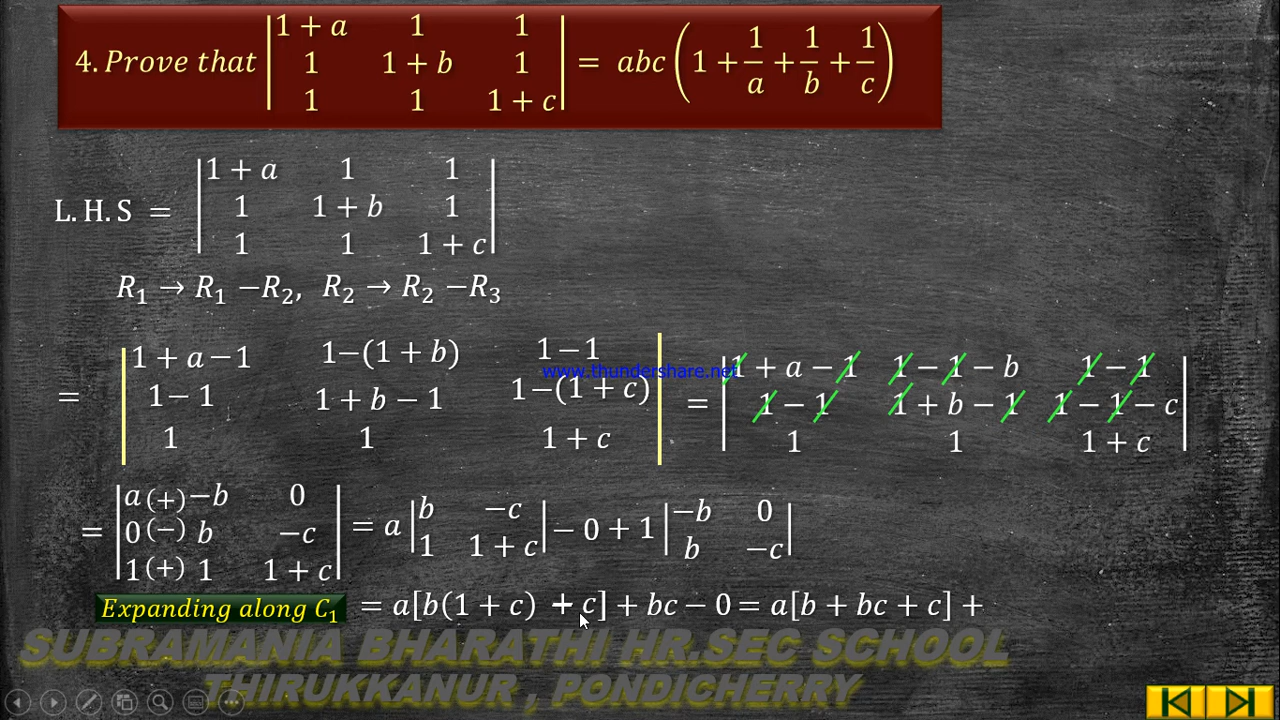 4. Prove that |1 + a 1 1| = abc (1 + 1/a + 1/b + 1/c)
|1 1 + b 1|
|1 1 1 + c|
L.H.S = |1 + a 1 1|
|1 1 + b 1|
|1 1 1 + c|
R₁ → R₁ −R₂, R₂ → R₂ −R₃
= |1 + a − 1 1−(1 + b) 1−1|
|1− 1 1 + b − 1 1−(1 + c)|
|1 1 1 + c|
www.thundershare.net
= |1 + a − 1 1 − 1 − b 1 − 1|
|1 − 1 1 + b − 1 1 − 1 − c|
|1 1 1 + c|
= |a (+) −b 0|
|0 (−) b −c|
|1 (+) 1 1 + c|
= a |b −c| − 0 + 1 |−b 0|
|1 1 + c| |b −c|
Expanding along C₁
= a[b(1 + c) + c] + bc − 0 = a[b + bc + c] +
SUBRAMANIA BHARATHI HR.SEC SCHOOL
THIRUKKANUR , PONDICHERRY